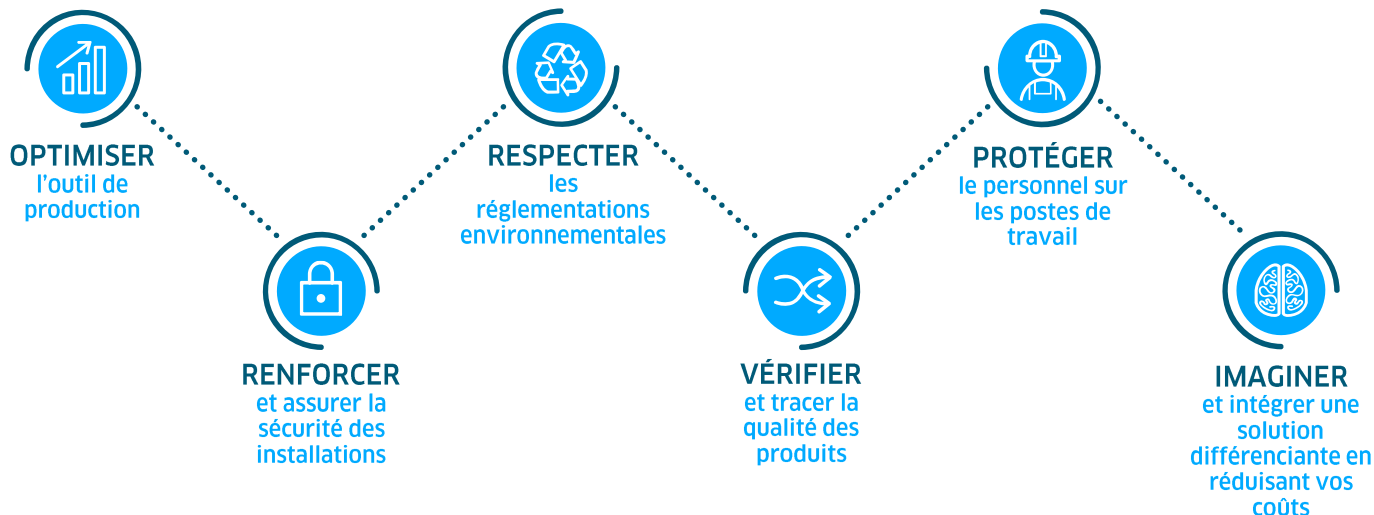 OPTIMISER
l'outil de
production
RENFORCER
et assurer la
sécurité des
installations
RESPECTER
les
réglementations
environnementales
VÉRIFIER
et tracer la
qualité des
produits
PROTÉGER
le personnel sur
les postes de
travail
IMAGINER
et intégrer une
solution
différenciante en
réduisant vos
coûts